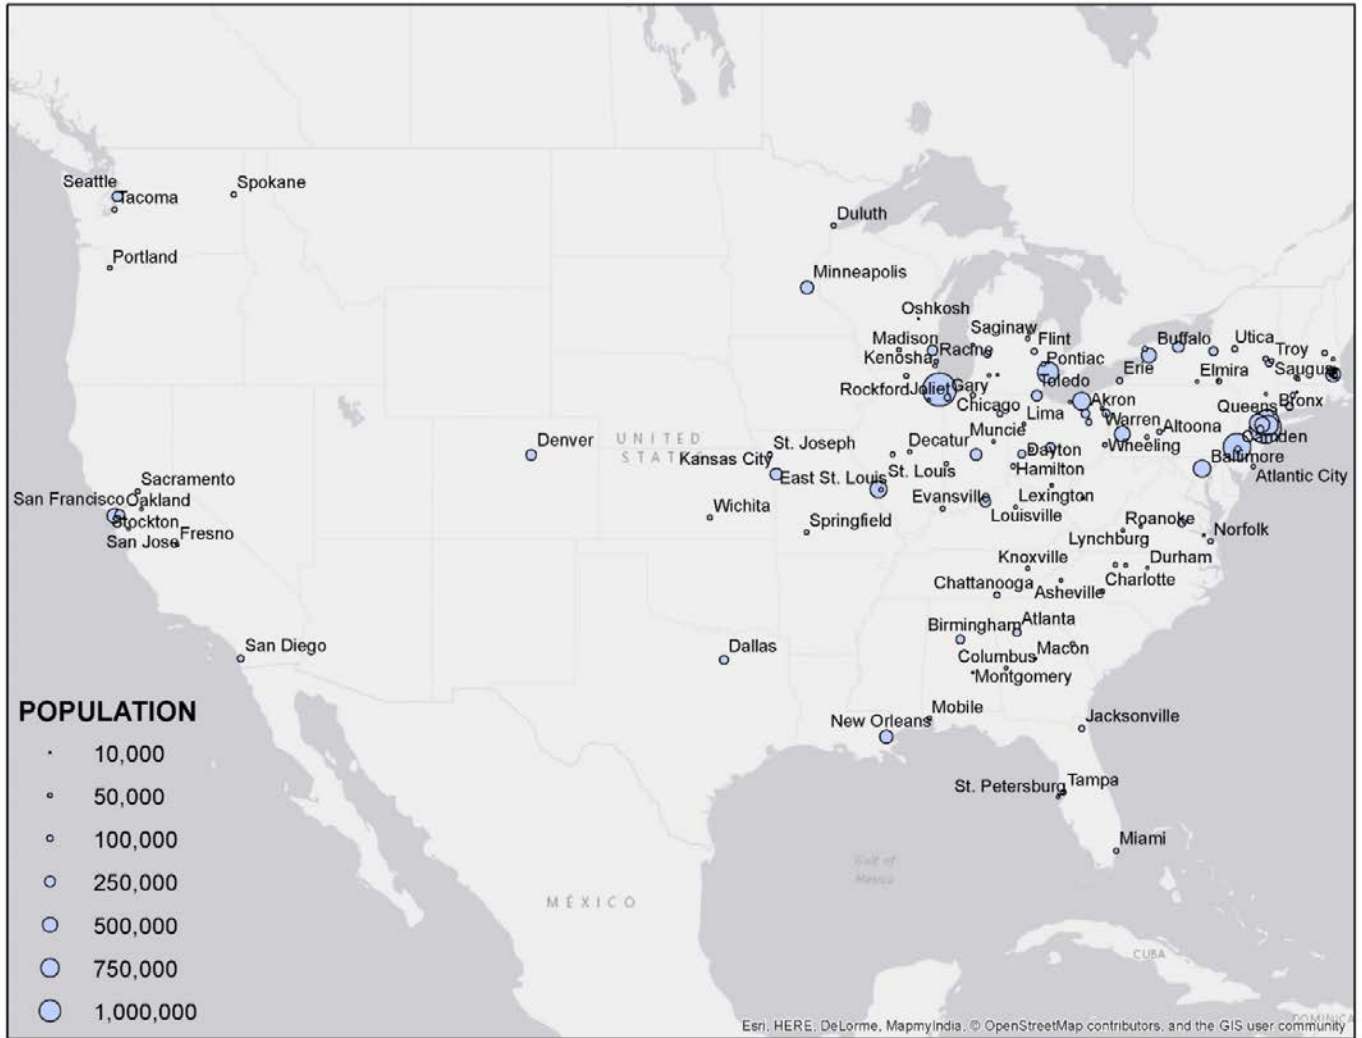 Seattle
Tacoma
Spokane
Portland
Duluth
Minneapolis
Oshkosh
Saginaw
Madison
Racine
Flint
Buffalo
Utica
Troy
Kenosha
Pontiac
Erie
Elmira
Saugus
Rockford
Joliet
Gary
Toledo
Chicago
Akron
Queens
Bronx
Lima
Warren
Muncie
Altoona
Camden
Denver
UNITED
STATES
St. Joseph
Decatur
Dayton
Wheeling
Kansas City
Baltimore
East St. Louis
St. Louis
Hamilton
Atlantic City
Sacramento
San Francisco
Oakland
Evansville
Lexington
Wichita
Louisville
Stockton
Springfield
Roanoke
Norfolk
San Jose
Fresno
Lynchburg
Knoxville
Durham
Chattanooga
Asheville
Charlotte
Birmingham
Atlanta
San Diego
Dallas
Columbus
Macon
Montgomery
Mobile
New Orleans
Jacksonville
St. Petersburg
Tampa
Miami
Gulf of
Mexico
MÉXICO
CUBA
POPULATION
10,000
50,000
100,000
250,000
500,000
750,000
1,000,000
DOMINICA
Esri, HERE, DeLorme, MapmyIndia, © OpenStreetMap contributors, and the GIS user community